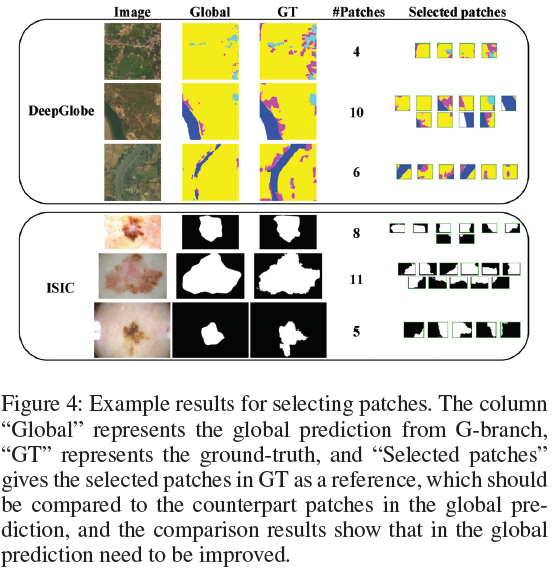 Image Global GT #Patches Selected patches
4
DeepGlobe 10
6
8
ISIC 11
5
Figure 4: Example results for selecting patches. The column
“Global” represents the global prediction from G-branch,
“GT” represents the ground-truth, and “Selected patches”
gives the selected patches in GT as a reference, which should
be compared to the counterpart patches in the global pre-
diction, and the comparison results show that in the global
prediction need to be improved.